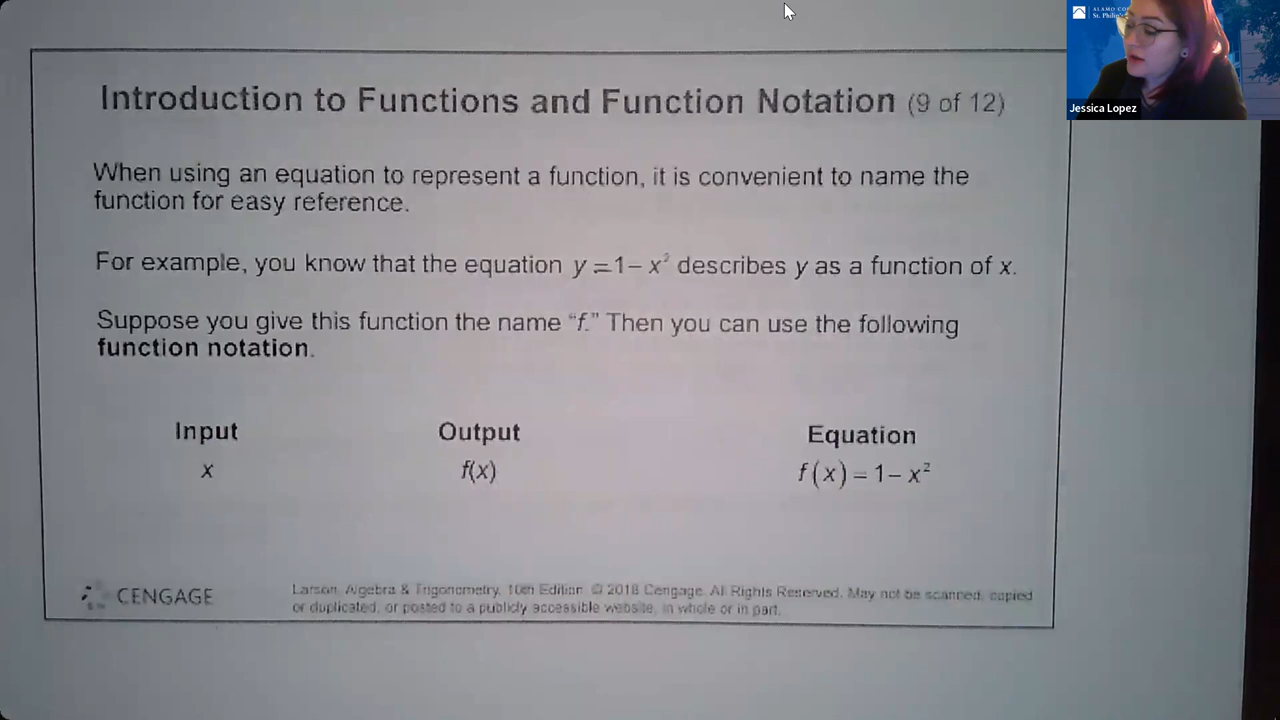 Introduction to Functions and Function Notation (9 of 12)
Jessica Lopez
When using an equation to represent a function, it is convenient to name the
function for easy reference.
For example, you know that the equation y = 1 − x² describes y as a function of x.
Suppose you give this function the name “f.” Then you can use the following
function notation.
Input Output Equation
x f(x) f(x) = 1 − x²
CENGAGE
Larson, Algebra & Trigonometry, 10th Edition. © 2018 Cengage. All Rights Reserved. May not be scanned, copied
or duplicated, or posted to a publicly accessible website, in whole or in part.